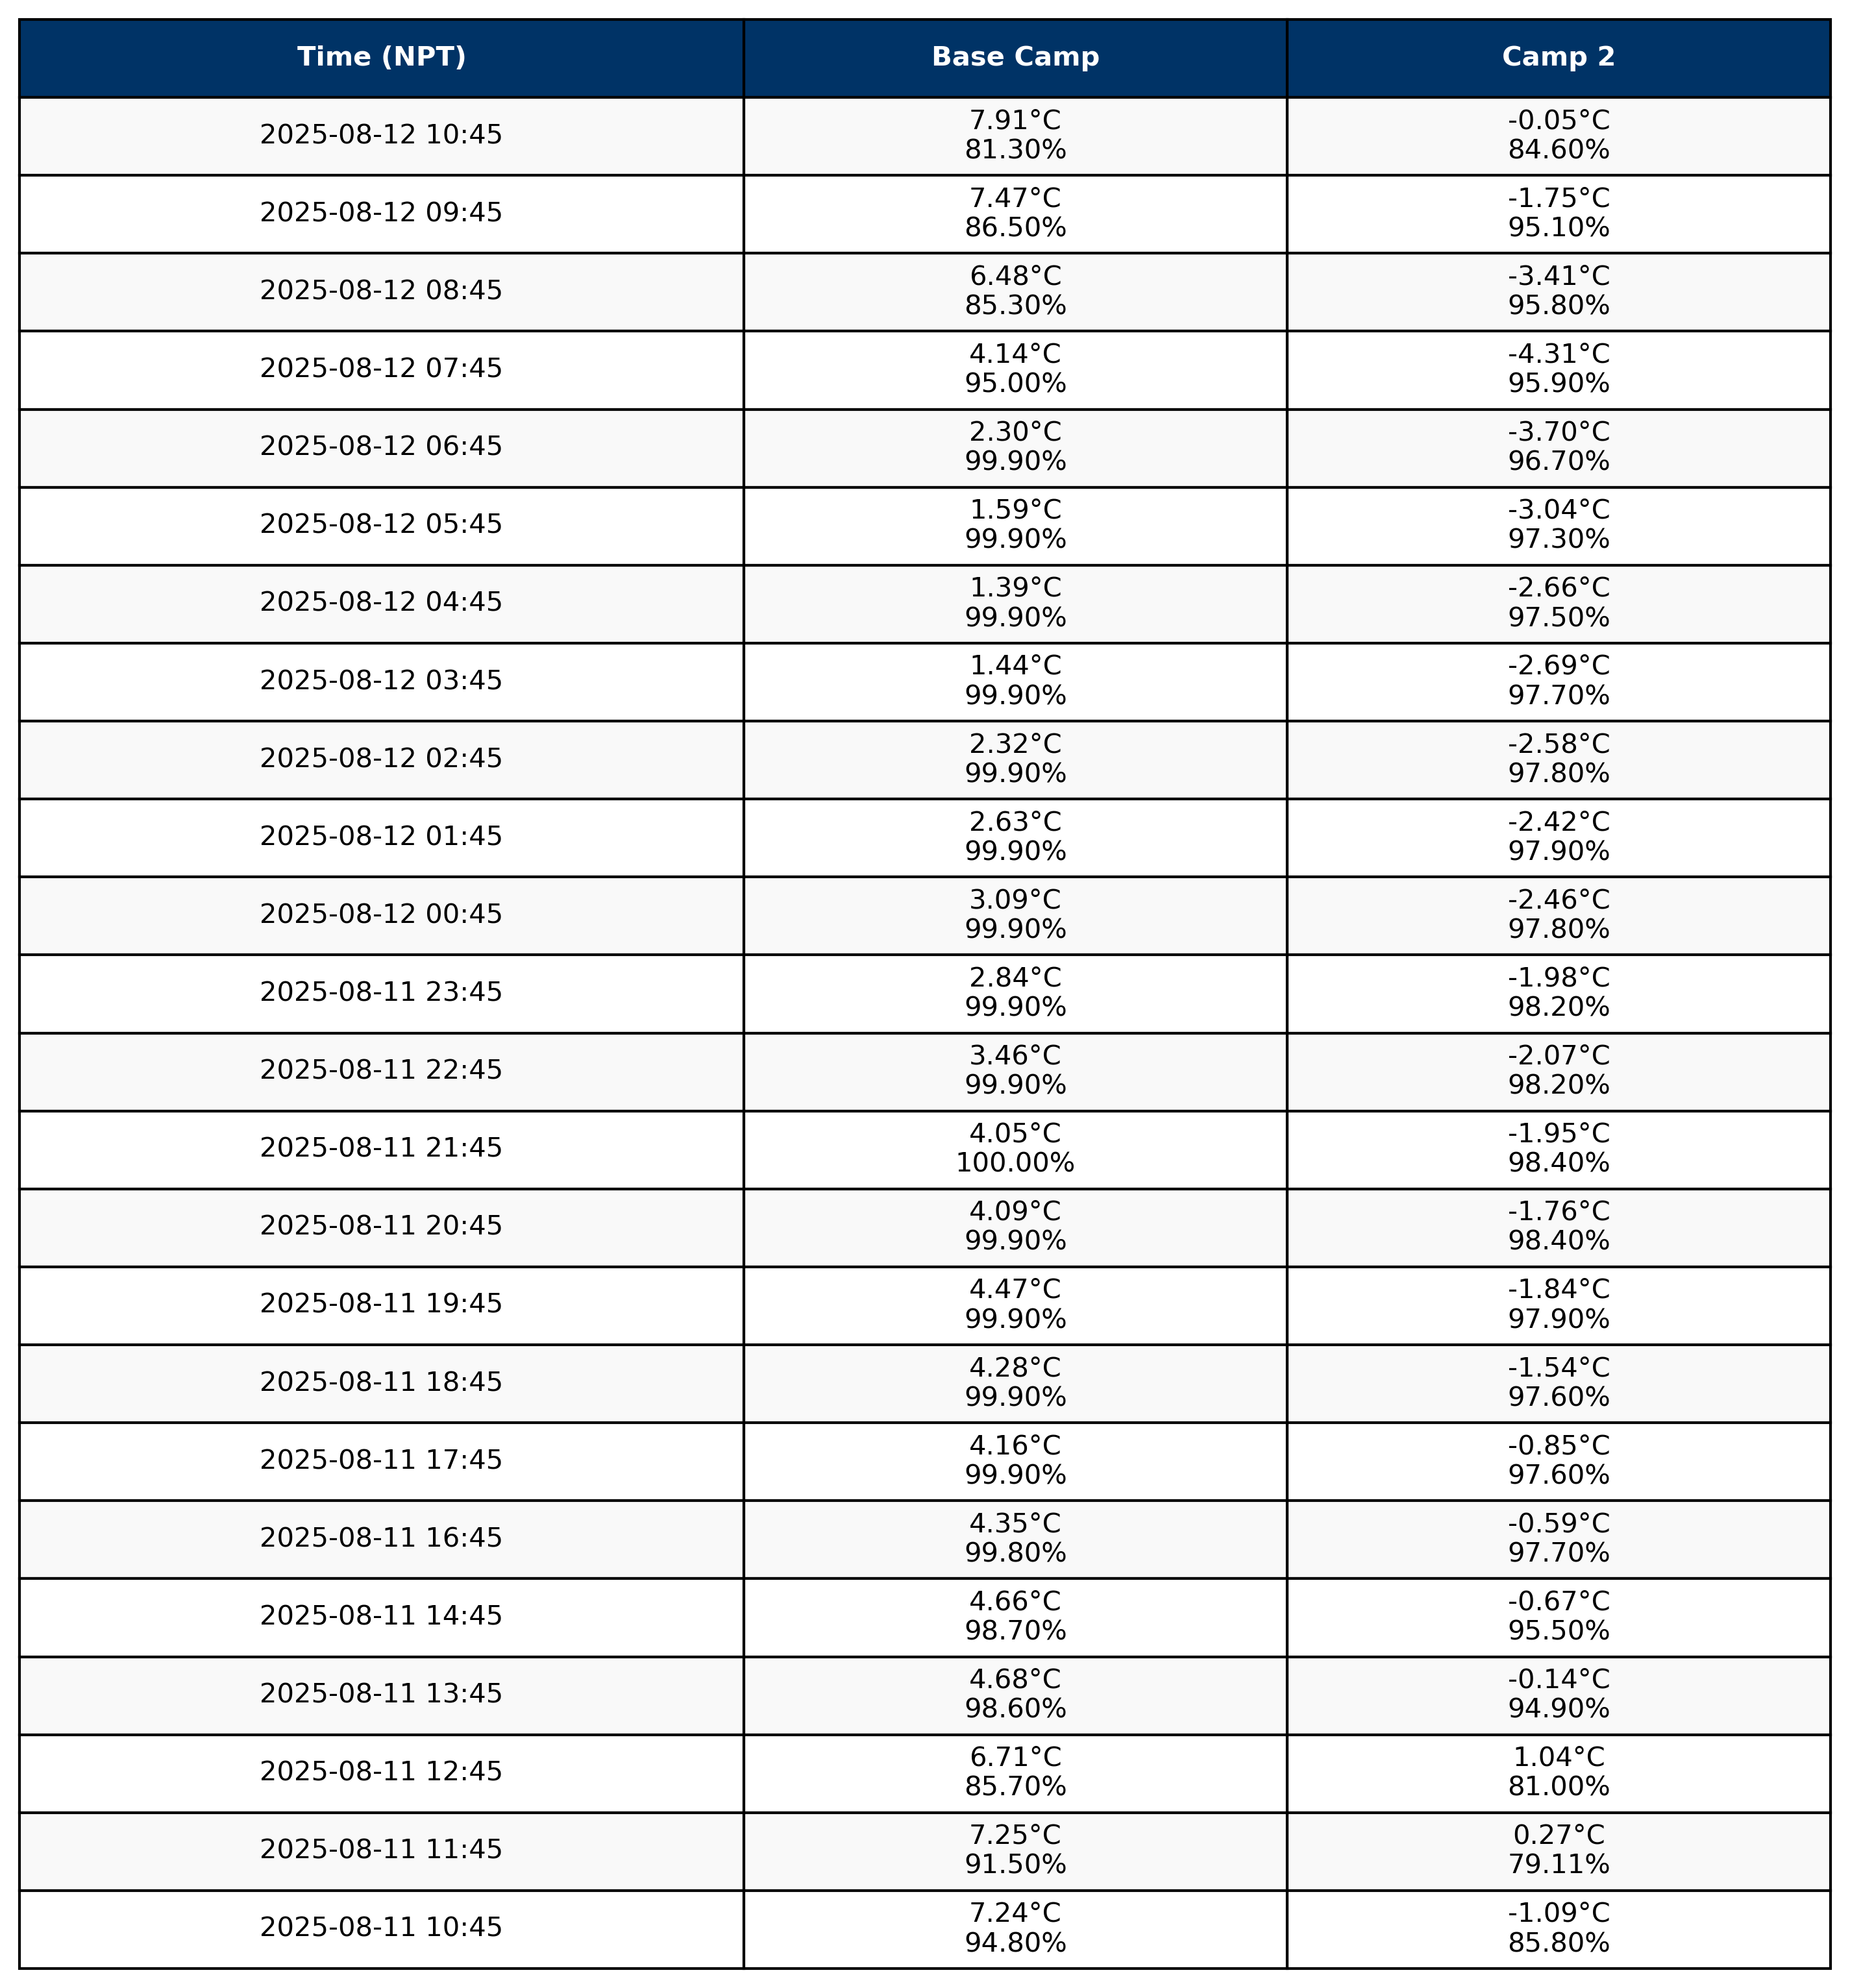 Time (NPT) Base Camp Camp 2
2025-08-12 10:45 7.91°C -0.05°C
81.30% 84.60%
2025-08-12 09:45 7.47°C -1.75°C
86.50% 95.10%
2025-08-12 08:45 6.48°C -3.41°C
85.30% 95.80%
2025-08-12 07:45 4.14°C -4.31°C
95.00% 95.90%
2025-08-12 06:45 2.30°C -3.70°C
99.90% 96.70%
2025-08-12 05:45 1.59°C -3.04°C
99.90% 97.30%
2025-08-12 04:45 1.39°C -2.66°C
99.90% 97.50%
2025-08-12 03:45 1.44°C -2.69°C
99.90% 97.70%
2025-08-12 02:45 2.32°C -2.58°C
99.90% 97.80%
2025-08-12 01:45 2.63°C -2.42°C
99.90% 97.90%
2025-08-12 00:45 3.09°C -2.46°C
99.90% 97.80%
2025-08-11 23:45 2.84°C -1.98°C
99.90% 98.20%
2025-08-11 22:45 3.46°C -2.07°C
99.90% 98.20%
2025-08-11 21:45 4.05°C -1.95°C
100.00% 98.40%
2025-08-11 20:45 4.09°C -1.76°C
99.90% 98.40%
2025-08-11 19:45 4.47°C -1.84°C
99.90% 97.90%
2025-08-11 18:45 4.28°C -1.54°C
99.90% 97.60%
2025-08-11 17:45 4.16°C -0.85°C
99.90% 97.60%
2025-08-11 16:45 4.35°C -0.59°C
99.80% 97.70%
2025-08-11 14:45 4.66°C -0.67°C
98.70% 95.50%
2025-08-11 13:45 4.68°C -0.14°C
98.60% 94.90%
2025-08-11 12:45 6.71°C 1.04°C
85.70% 81.00%
2025-08-11 11:45 7.25°C 0.27°C
91.50% 79.11%
2025-08-11 10:45 7.24°C -1.09°C
94.80% 85.80%